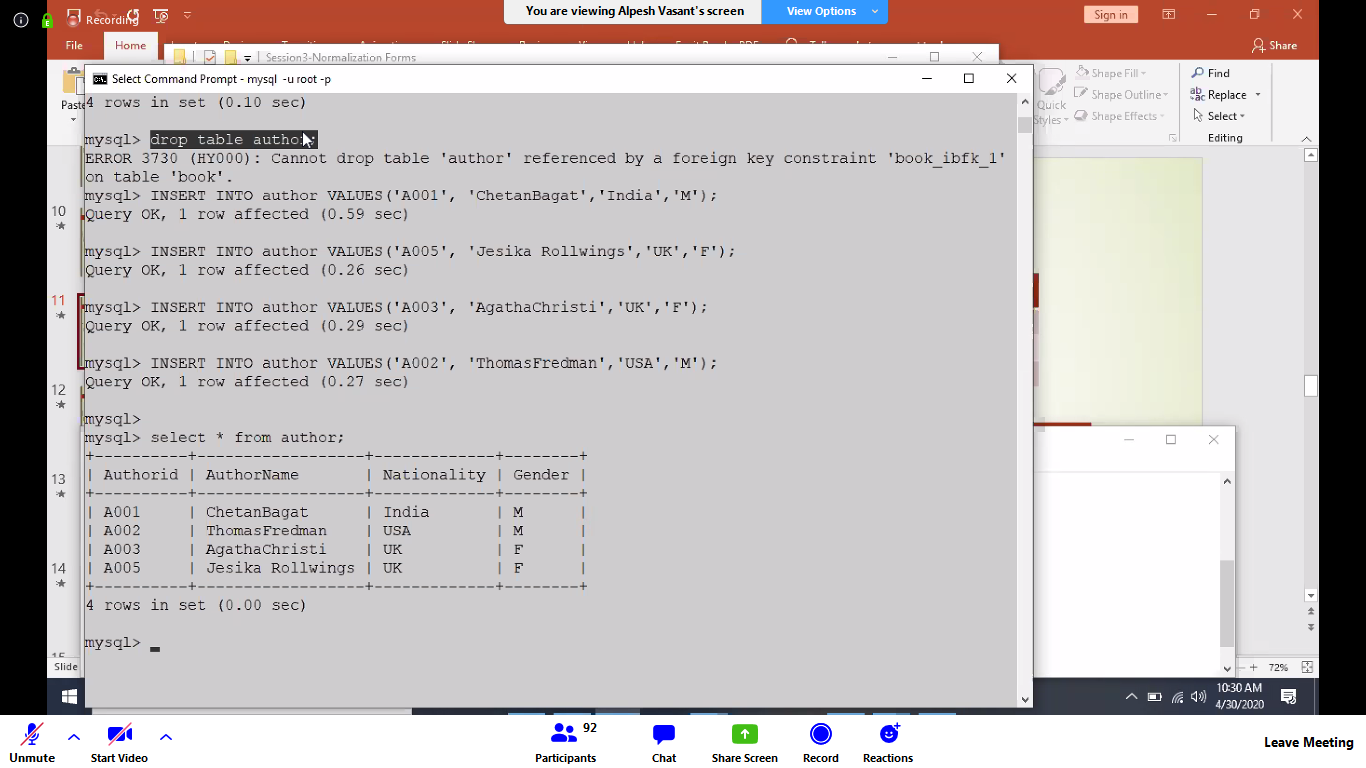 You are viewing Alpesh Vasant's screen
View Options
Recording
Sign in
File
Home
Share
Session3-Normalization Forms
Paste
Select Command Prompt - mysql -u root -p
Quick
Styles
Shape Fill
Shape Outline
Shape Effects
Find
Replace
Select
Editing
4 rows in set (0.10 sec)
mysql> drop table author;
ERROR 3730 (HY000): Cannot drop table 'author' referenced by a foreign key constraint 'book_ibfk_1'
on table 'book'.
mysql> INSERT INTO author VALUES('A001', 'ChetanBagat','India','M');
Query OK, 1 row affected (0.59 sec)
mysql> INSERT INTO author VALUES('A005', 'Jesika Rollwings','UK','F');
Query OK, 1 row affected (0.26 sec)
mysql> INSERT INTO author VALUES('A003', 'AgathaChristi','UK','F');
Query OK, 1 row affected (0.29 sec)
mysql> INSERT INTO author VALUES('A002', 'ThomasFredman','USA','M');
Query OK, 1 row affected (0.27 sec)
mysql>
mysql> select * from author;
+----------+------------------+-------------+--------+
| Authorid | AuthorName | Nationality | Gender |
+----------+------------------+-------------+--------+
| A001 | ChetanBagat | India | M |
| A002 | ThomasFredman | USA | M |
| A003 | AgathaChristi | UK | F |
| A005 | Jesika Rollwings | UK | F |
+----------+------------------+-------------+--------+
4 rows in set (0.00 sec)
mysql>
10
11
12
13
14
15
Slide
72%
10:30 AM
4/30/2020
Unmute
Start Video
Participants
92
Chat
Share Screen
Record
Reactions
Leave Meeting